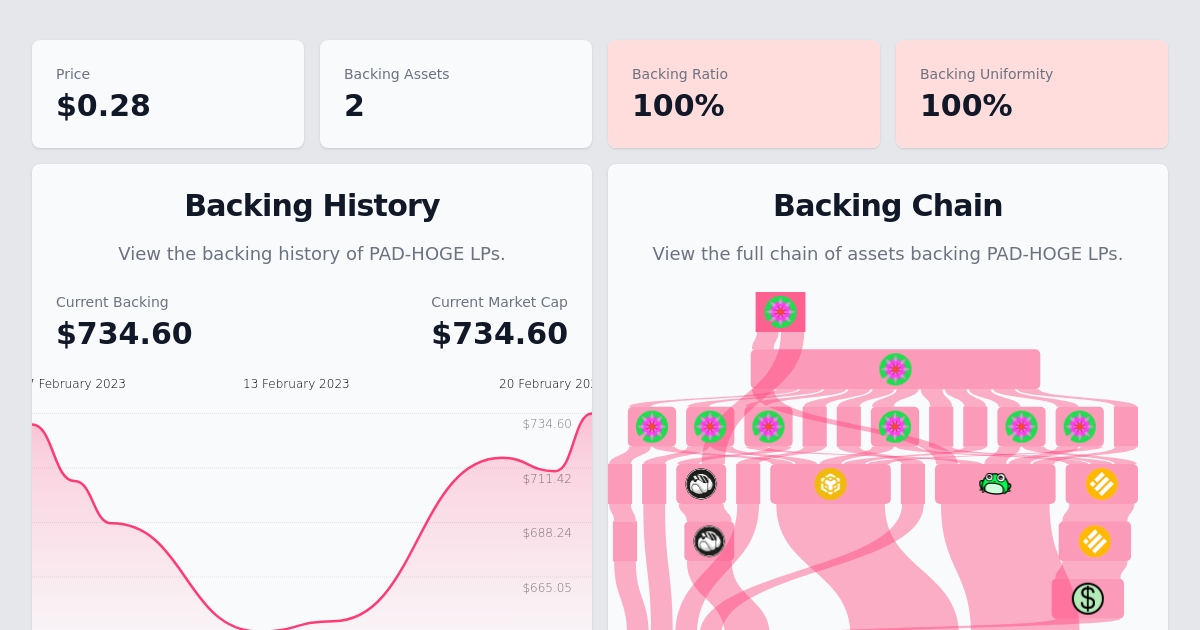 Price
$0.28
Backing Assets
2
Backing Ratio
100%
Backing Uniformity
100%
Backing History
View the backing history of PAD-HOGE LPs.
Current Backing
$734.60
Current Market Cap
$734.60
February 2023
13 February 2023
20 February
$734.60
$711.42
$688.24
$665.05
Backing Chain
View the full chain of assets backing PAD-HOGE LPs.
$